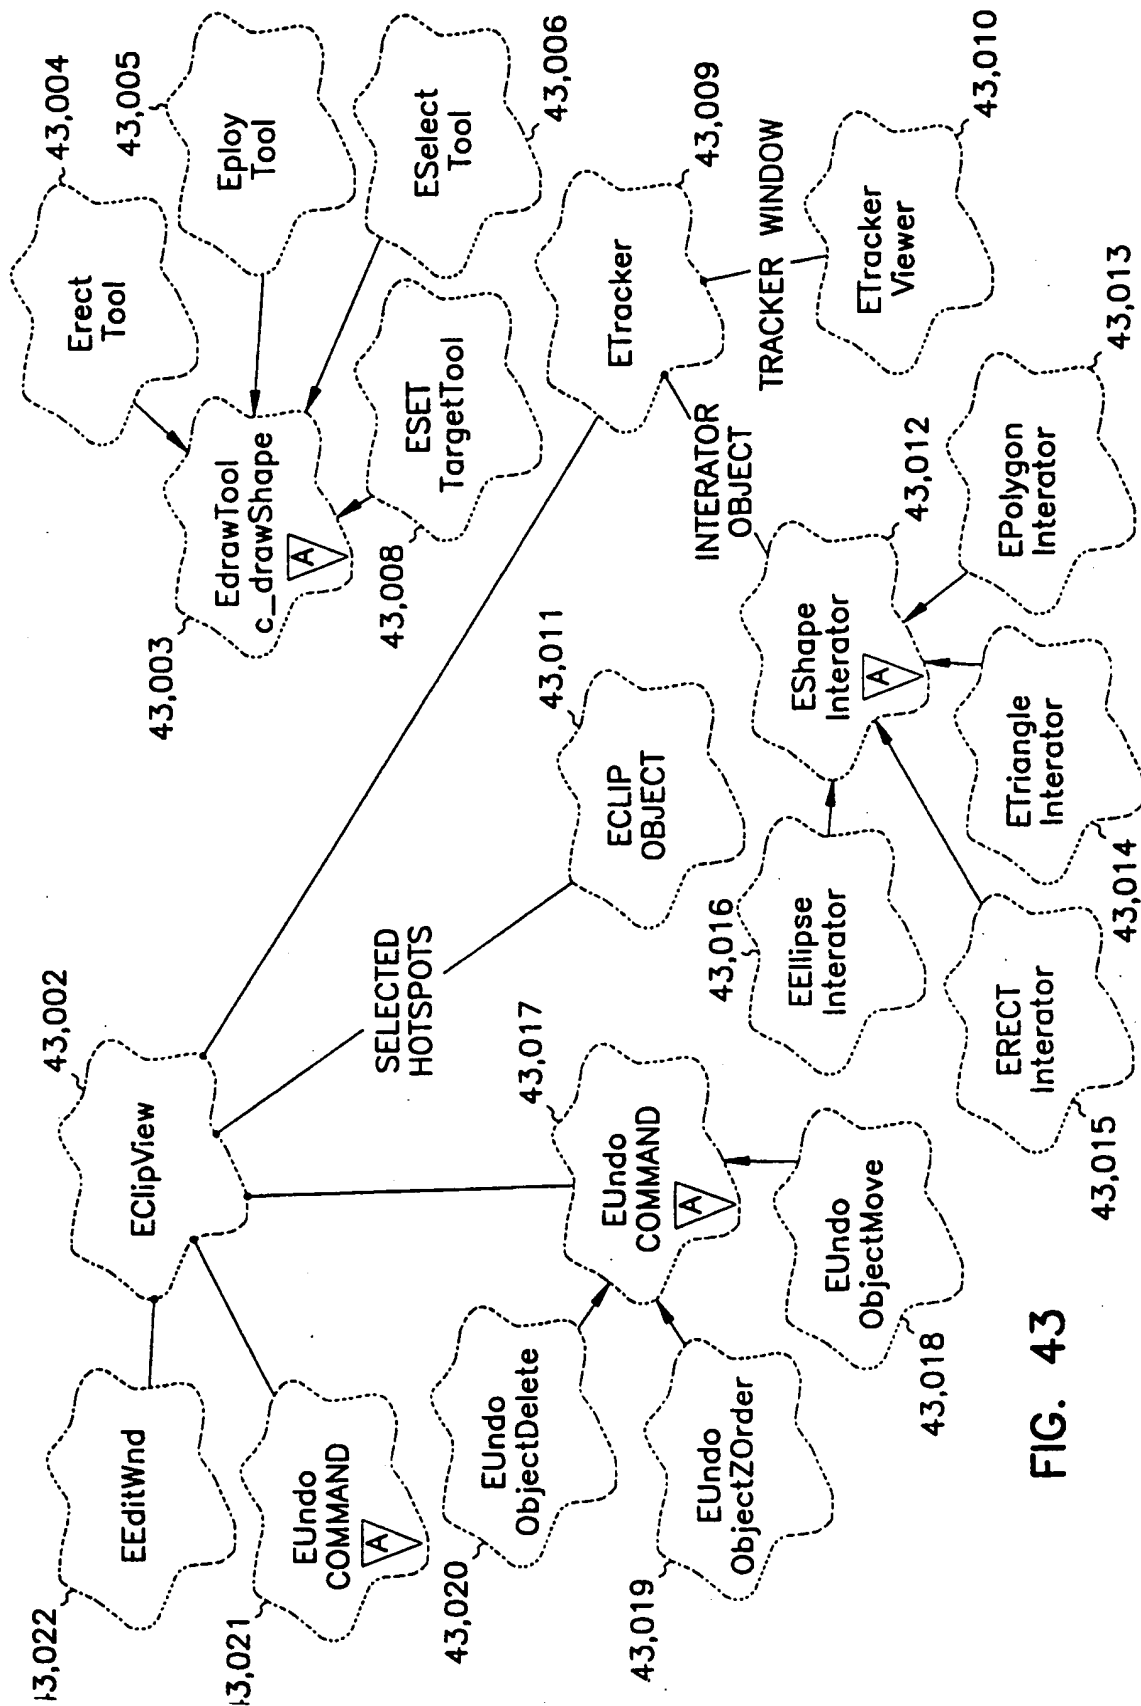 43,022
EEditWnd
43,021
EUndo
COMMAND
A
43,002
EClipView
SELECTED
HOTSPOTS
43,003
EdrawTool
c_drawShape
A
43,004
Erect
Tool
43,005
Eploy
Tool
43,006
ESelect
Tool
43,008
ESET
TargetTool
43,009
ETracker
TRACKER WINDOW
43,010
ETracker
Viewer
INTERATOR
OBJECT
43,011
ECLIP
OBJECT
43,012
EShape
Interator
A
43,013
EPolygon
Interator
43,014
ETriangle
Interator
43,015
ERECT
Interator
43,016
EEllipse
Interator
43,017
EUndo
COMMAND
A
43,018
EUndo
ObjectMove
43,019
EUndo
ObjectZOrder
43,020
EUndo
ObjectDelete
FIG. 43